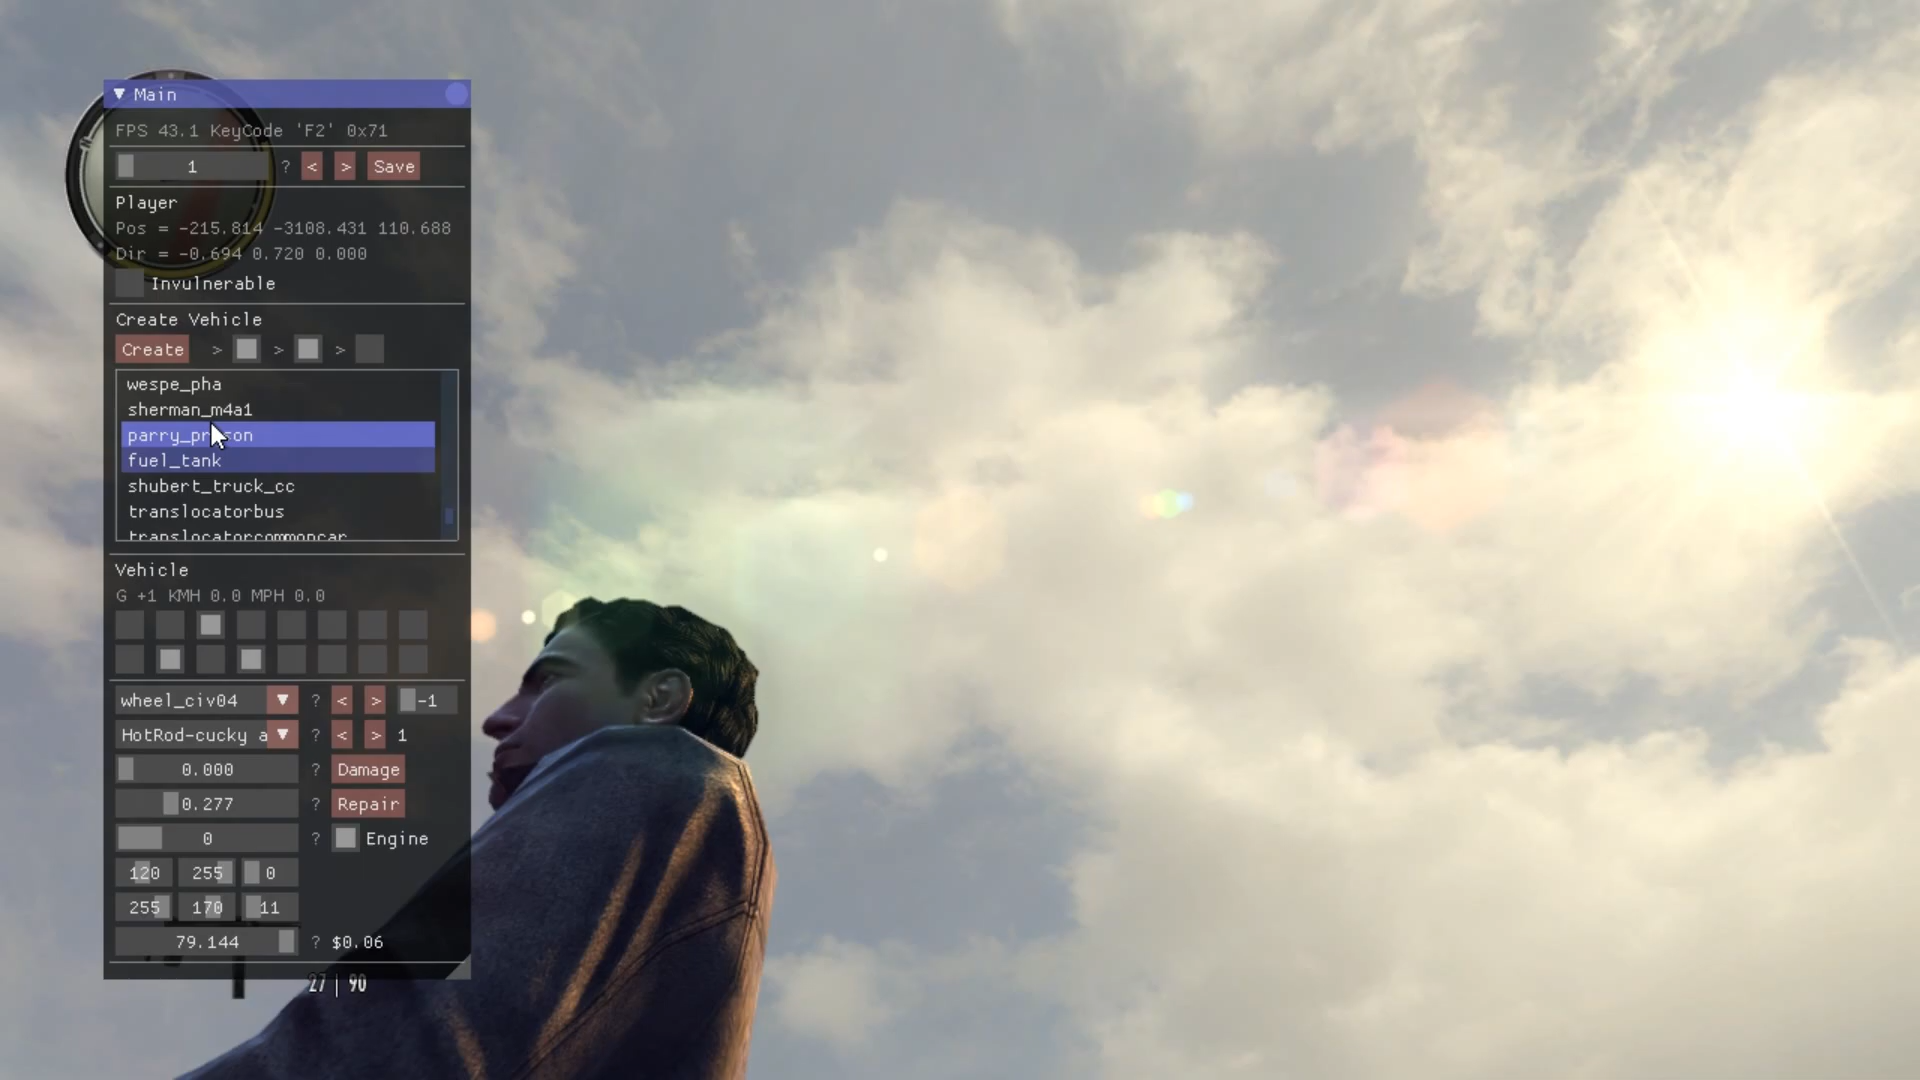 Main
FPS 43.1 KeyCode 'F2' 0x71
1 ? < > Save
Player
Pos = -215.814 -3108.431 110.688
Dir = -0.694 0.720 0.000
Invulnerable
Create Vehicle
Create > > >
wespe_pha
sherman_m4a1
fuel_tank
shubert_truck_cc
translocatorbus
translocatorcommoncar
Vehicle
G +1 KMH 0.0 MPH 0.0
wheel_civ04 ? < > -1
HotRod-cucky a ? < > 1
0.000 ? Damage
0.277 ? Repair
0 ? Engine
120 255 0
255 170 11
79.144 ? $0.06
27 | 90